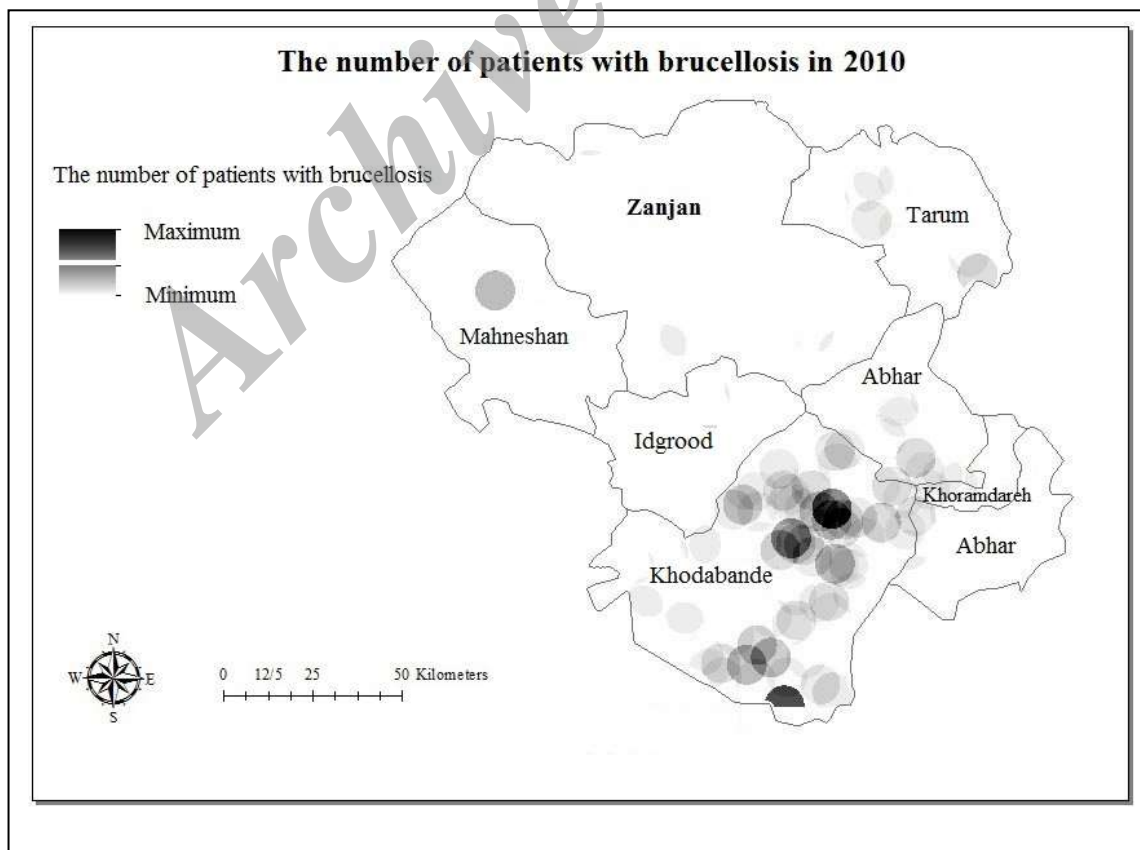 The number of patients with brucellosis in 2010
The number of patients with brucellosis
Maximum
Minimum
Zanjan
Tarum
Mahneshan
Abhar
Idgrood
Khoramdareh
Abhar
Khodabande
N
W E
S
0 12/5 25 50 Kilometers
Archive